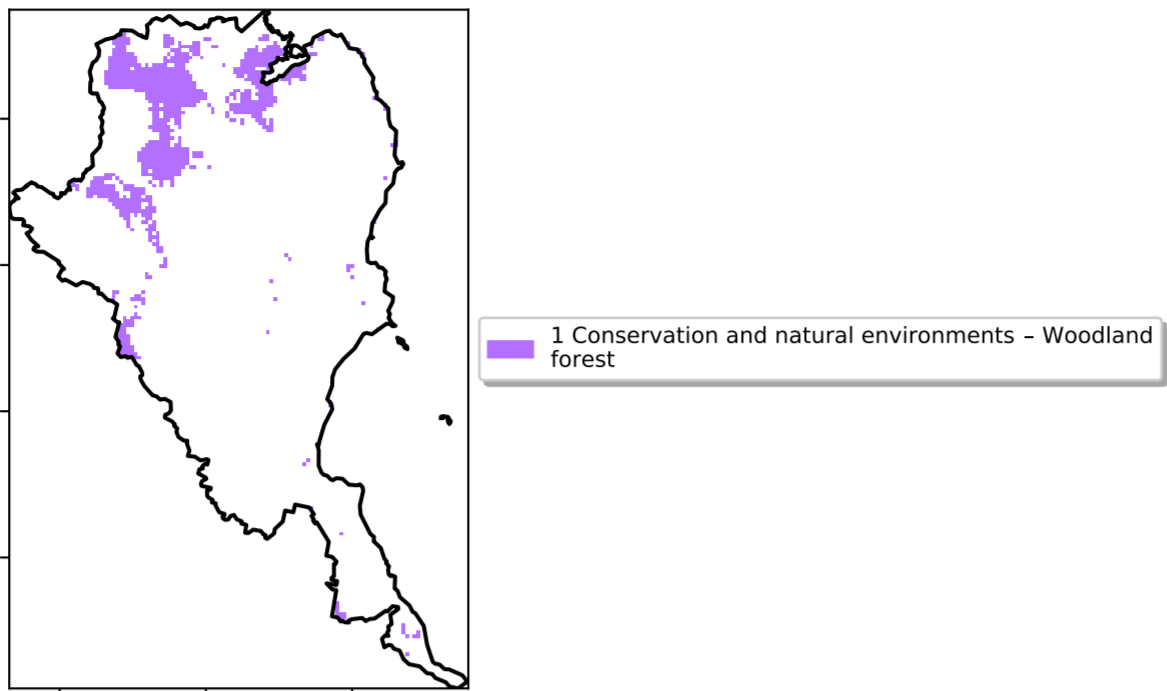 1 Conservation and natural environments – Woodland
forest